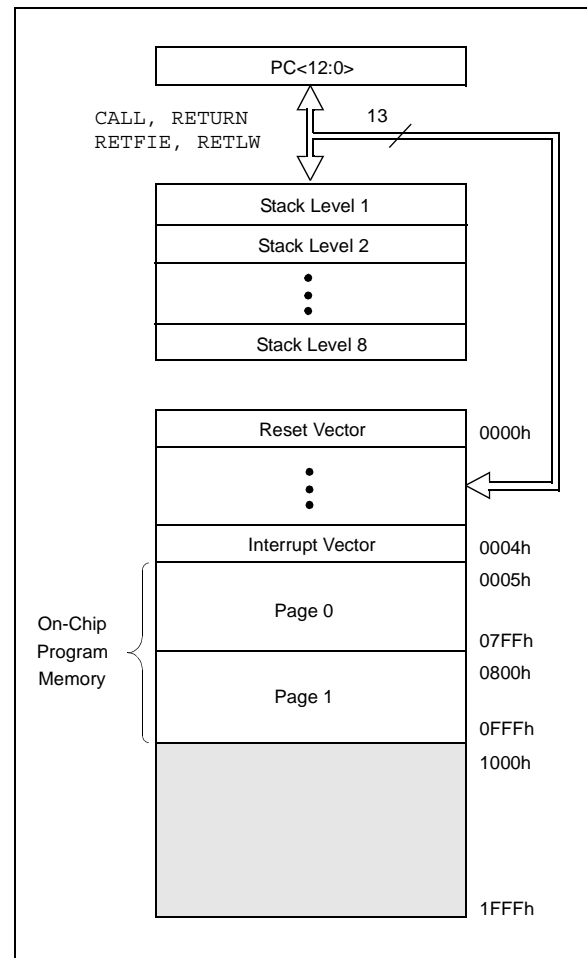 PC<12:0>
CALL, RETURN
RETFIE, RETLW
13
Stack Level 1
Stack Level 2
Stack Level 8
Reset Vector
0000h
Interrupt Vector
0004h
0005h
Page 0
07FFh
On-Chip
Program
Memory
0800h
Page 1
0FFFh
1000h
1FFFh